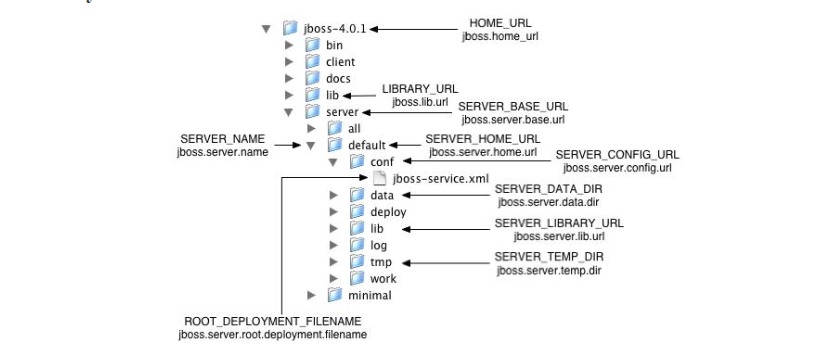 HOME_URL
jboss.home_url
jboss-4.0.1
bin
client
docs
lib
LIBRARY_URL
jboss.lib.url
server
SERVER_BASE_URL
jboss.server.base.url
all
SERVER_NAME
jboss.server.name
default
SERVER_HOME_URL
jboss.server.home.url
conf
SERVER_CONFIG_URL
jboss.server.config.url
jboss-service.xml
data
SERVER_DATA_DIR
jboss.server.data.dir
deploy
lib
SERVER_LIBRARY_URL
jboss.server.lib.url
log
tmp
SERVER_TEMP_DIR
jboss.server.temp.dir
work
minimal
ROOT_DEPLOYMENT_FILENAME
jboss.server.root.deployment.filename